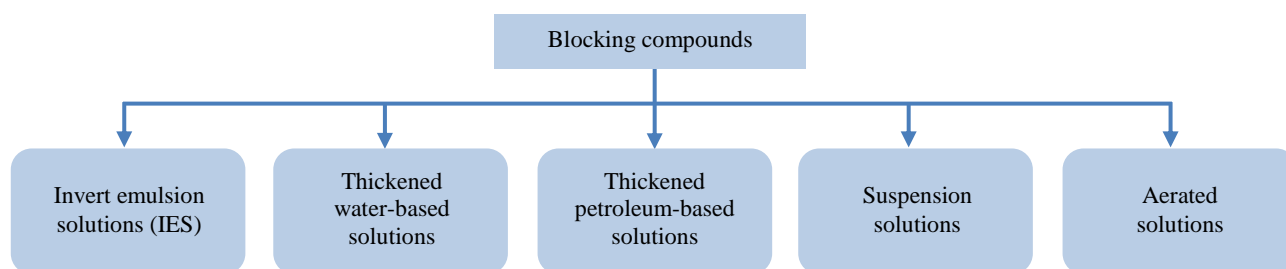 Blocking compounds
Invert emulsion
solutions (IES)
Thickened
water-based
solutions
Thickened
petroleum-based
solutions
Suspension
solutions
Aerated
solutions